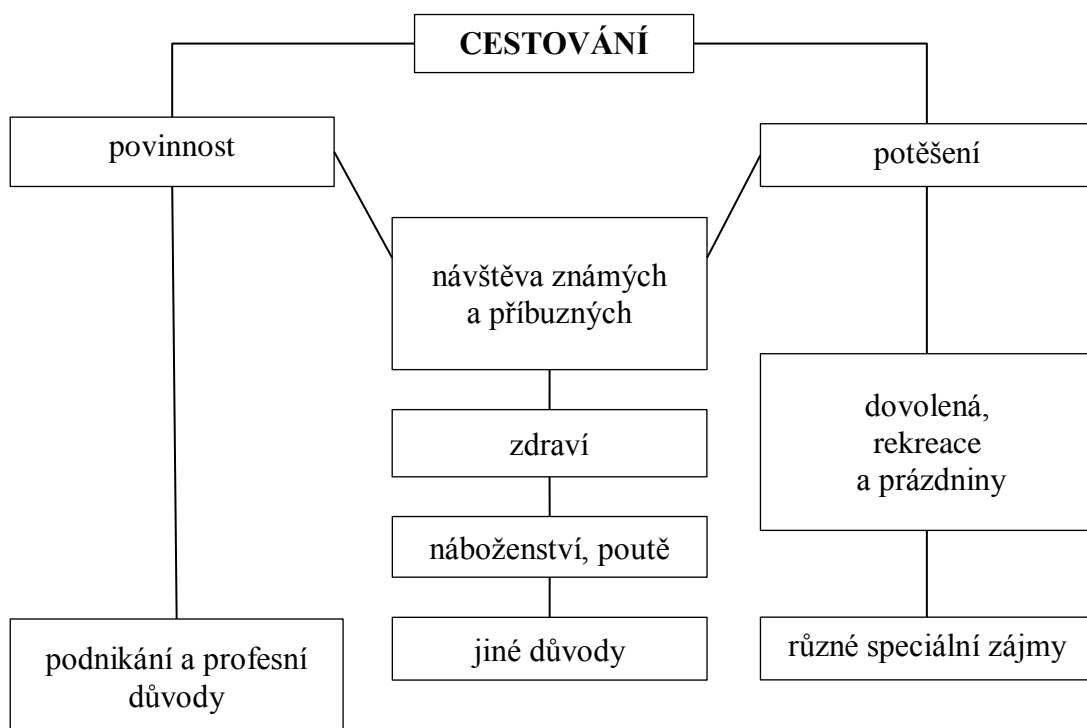 CESTOVÁNÍ
povinnost
potěšení
návštěva známých
a příbuzných
zdraví
dovolená,
rekreace
a prázdniny
náboženství, poutě
podnikání a profesní
důvody
jiné důvody
různé speciální zájmy